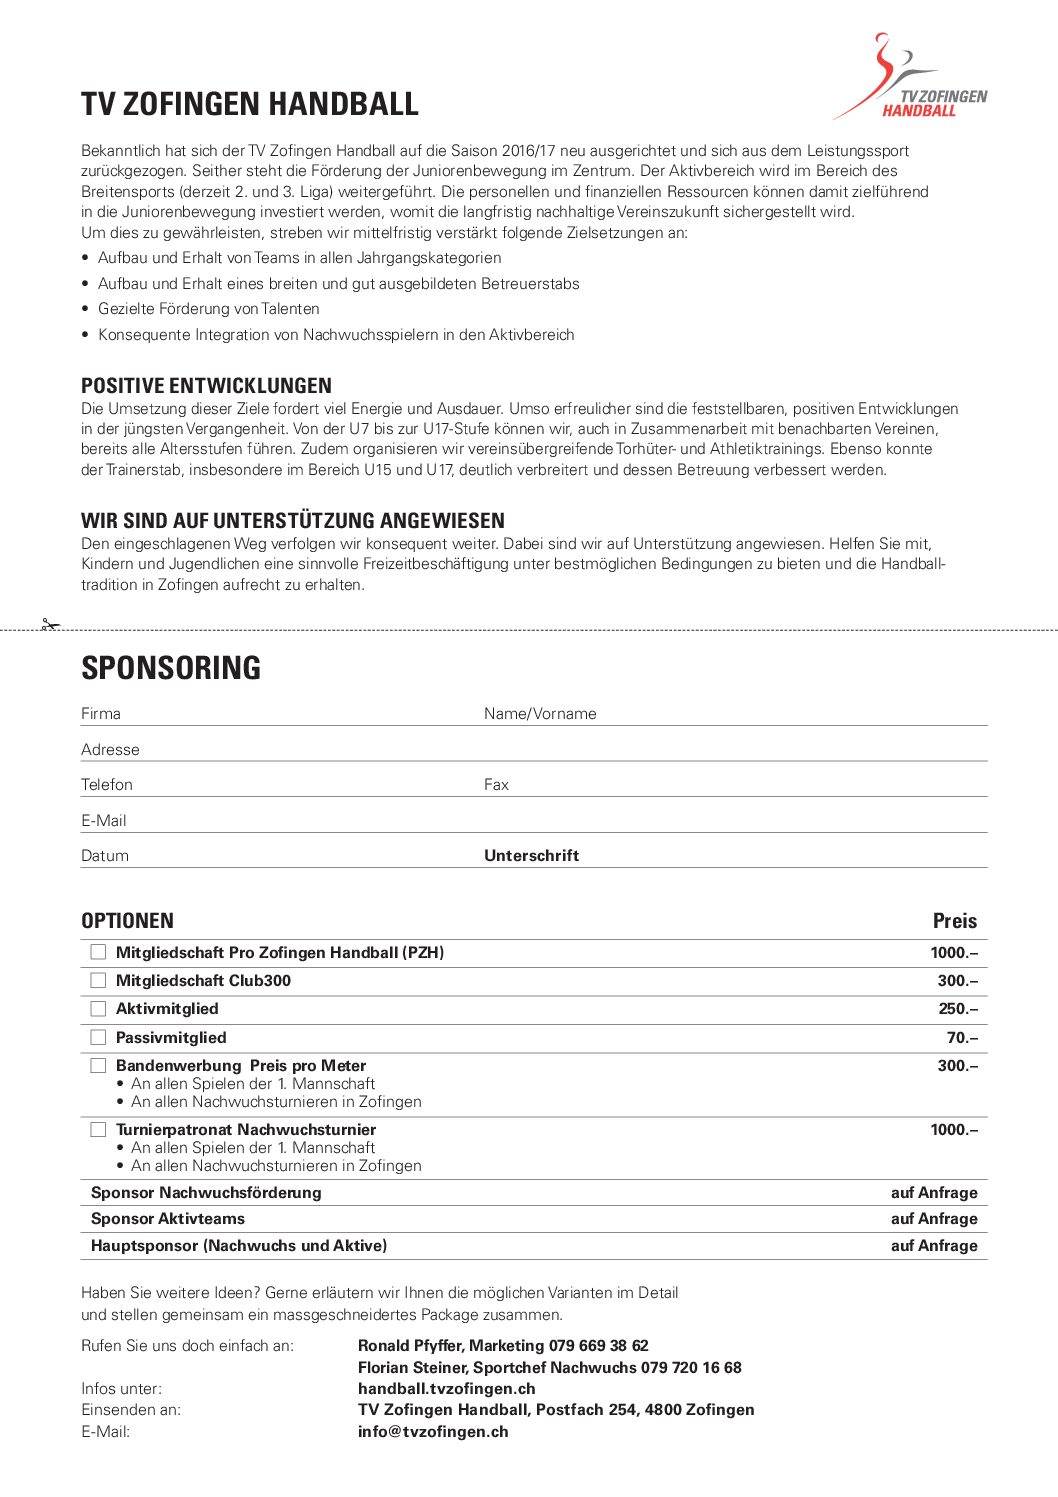 TV ZOFINGEN
HANDBALL
TV ZOFINGEN HANDBALL
Bekanntlich hat sich der TV Zofingen Handball auf die Saison 2016/17 neu ausgerichtet und sich aus dem Leistungssport
zurückgezogen. Seither steht die Förderung der Juniorenbewegung im Zentrum. Der Aktivbereich wird im Bereich des
Breitensports (derzeit 2. und 3. Liga) weitergeführt. Die personellen und finanziellen Ressourcen können damit zielführend
in die Juniorenbewegung investiert werden, womit die langfristig nachhaltige Vereinszukunft sichergestellt wird.
Um dies zu gewährleisten, streben wir mittelfristig verstärkt folgende Zielsetzungen an:
• Aufbau und Erhalt von Teams in allen Jahrgangskategorien
• Aufbau und Erhalt eines breiten und gut ausgebildeten Betreuerstabs
• Gezielte Förderung von Talenten
• Konsequente Integration von Nachwuchsspielern in den Aktivbereich
POSITIVE ENTWICKLUNGEN
Die Umsetzung dieser Ziele fordert viel Energie und Ausdauer. Umso erfreulicher sind die feststellbaren, positiven Entwicklungen
in der jüngsten Vergangenheit. Von der U7 bis zur U17-Stufe können wir, auch in Zusammenarbeit mit benachbarten Vereinen,
bereits alle Altersstufen führen. Zudem organisieren wir vereinsübergreifende Torhüter- und Athletiktrainings. Ebenso konnte
der Trainerstab, insbesondere im Bereich U15 und U17, deutlich verbreitert und dessen Betreuung verbessert werden.
WIR SIND AUF UNTERSTÜTZUNG ANGEWIESEN
Den eingeschlagenen Weg verfolgen wir konsequent weiter. Dabei sind wir auf Unterstützung angewiesen. Helfen Sie mit,
Kindern und Jugendlichen eine sinnvolle Freizeitbeschäftigung unter bestmöglichen Bedingungen zu bieten und die Handball-
tradition in Zofingen aufrecht zu erhalten.
SPONSORING
Firma Name/Vorname
Adresse
Telefon Fax
E-Mail
Datum Unterschrift
OPTIONEN Preis
Mitgliedschaft Pro Zofingen Handball (PZH) 1000.–
Mitgliedschaft Club300 300.–
Aktivmitglied 250.–
Passivmitglied 70.–
Bandenwerbung Preis pro Meter 300.–
• An allen Spielen der 1. Mannschaft
• An allen Nachwuchsturnieren in Zofingen
Turnierpatronat Nachwuchsturnier 1000.–
• An allen Spielen der 1. Mannschaft
• An allen Nachwuchsturnieren in Zofingen
Sponsor Nachwuchsförderung auf Anfrage
Sponsor Aktivteams auf Anfrage
Hauptsponsor (Nachwuchs und Aktive) auf Anfrage
Haben Sie weitere Ideen? Gerne erläutern wir Ihnen die möglichen Varianten im Detail
und stellen gemeinsam ein massgeschneidertes Package zusammen.
Rufen Sie uns doch einfach an: Ronald Pfyffer, Marketing 079 669 38 62
Florian Steiner, Sportchef Nachwuchs 079 720 16 68
Infos unter: handball.tvzofingen.ch
Einsenden an: TV Zofingen Handball, Postfach 254, 4800 Zofingen
E-Mail: info@tvzofingen.ch